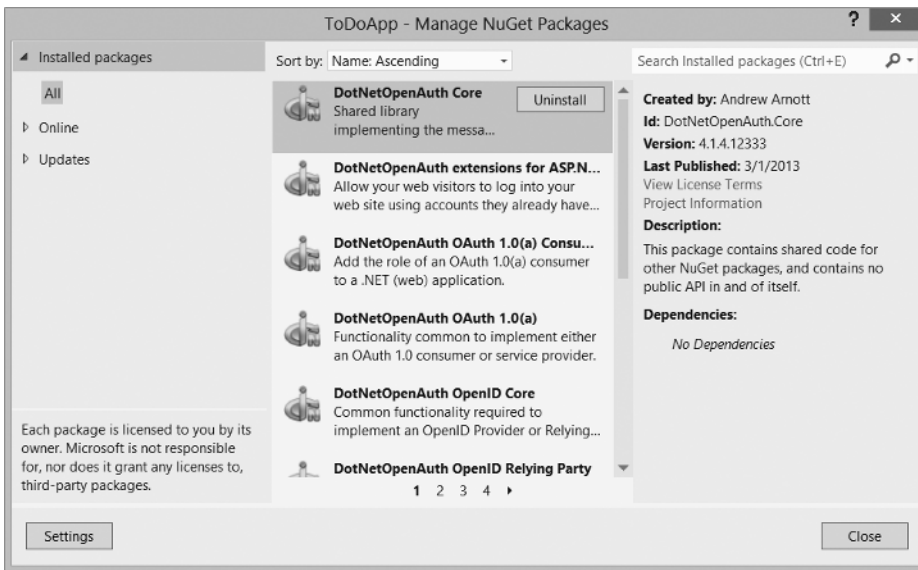 ToDoApp - Manage NuGet Packages
? ×
Installed packages
All
Online
Updates
Each package is licensed to you by its
owner. Microsoft is not responsible
for, nor does it grant any licenses to,
third-party packages.
Sort by: Name: Ascending
DotNetOpenAuth Core
Uninstall
Shared library
implementing the messa...
DotNetOpenAuth extensions for ASP.N...
Allow your web visitors to log into your
web site using accounts they already have...
DotNetOpenAuth OAuth 1.0(a) Consu...
Add the role of an OAuth 1.0(a) consumer
to a .NET (web) application.
DotNetOpenAuth OAuth 1.0(a)
Functionality common to implement either
an OAuth 1.0 consumer or service provider.
DotNetOpenAuth OpenID Core
Common functionality required to
implement an OpenID Provider or Relying...
DotNetOpenAuth OpenID Relying Party
1 2 3 4
Search Installed packages (Ctrl+E)
Created by: Andrew Arnott
Id: DotNetOpenAuth.Core
Version: 4.1.4.12333
Last Published: 3/1/2013
View License Terms
Project Information
Description:
This package contains shared code for
other NuGet packages, and contains no
public API in and of itself.
Dependencies:
No Dependencies
Settings
Close